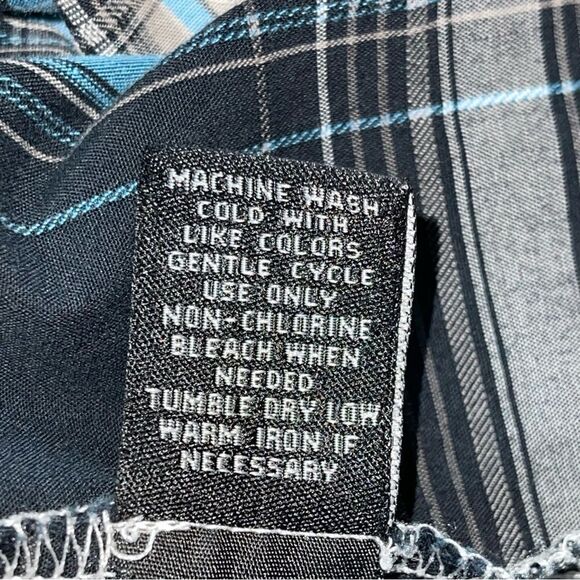 MACHINE WASH
COLD WITH
LIKE COLORS
GENTLE CYCLE
USE ONLY
NON-CHLORINE
BLEACH WHEN
NEEDED
TUMBLE DRY LOW
WARM IRON IF
NECESSARY